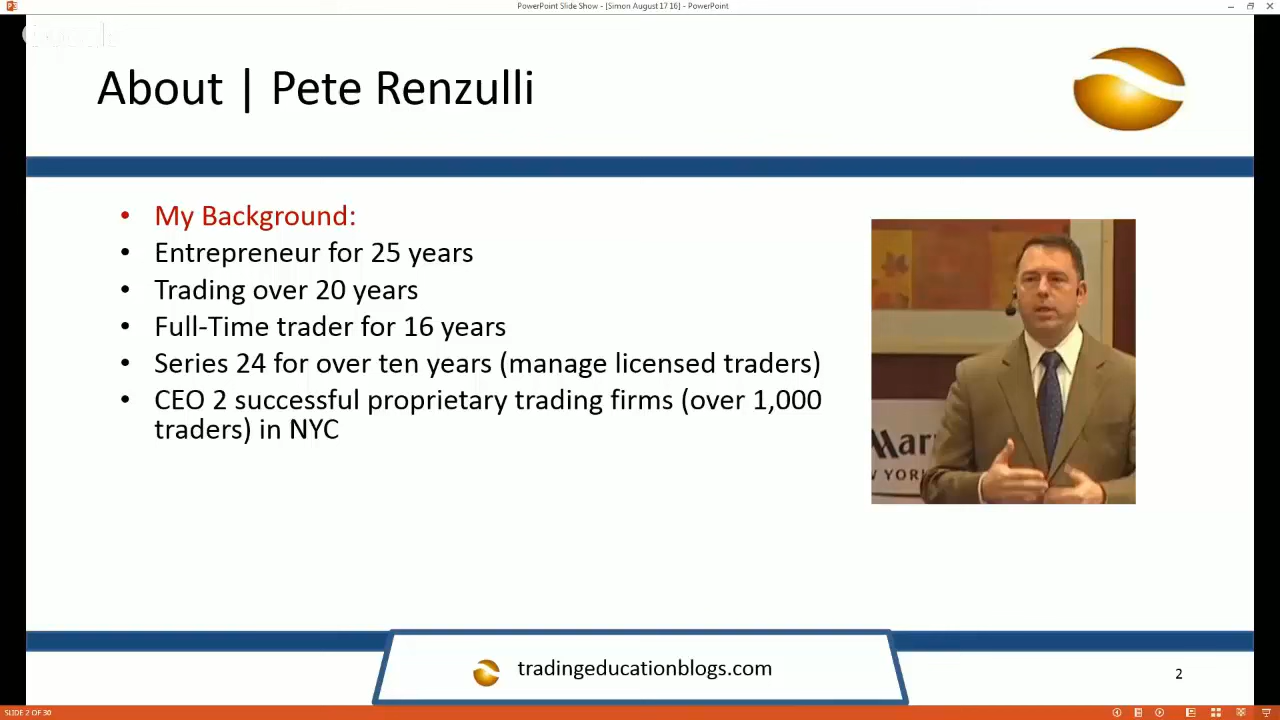 PowerPoint Slide Show - [Simon August 17 16] - PowerPoint
About | Pete Renzulli
• My Background:
• Entrepreneur for 25 years
• Trading over 20 years
• Full-Time trader for 16 years
• Series 24 for over ten years (manage licensed traders)
• CEO 2 successful proprietary trading firms (over 1,000
traders) in NYC
tradingeducationblogs.com
2
SLIDE 2 OF 30